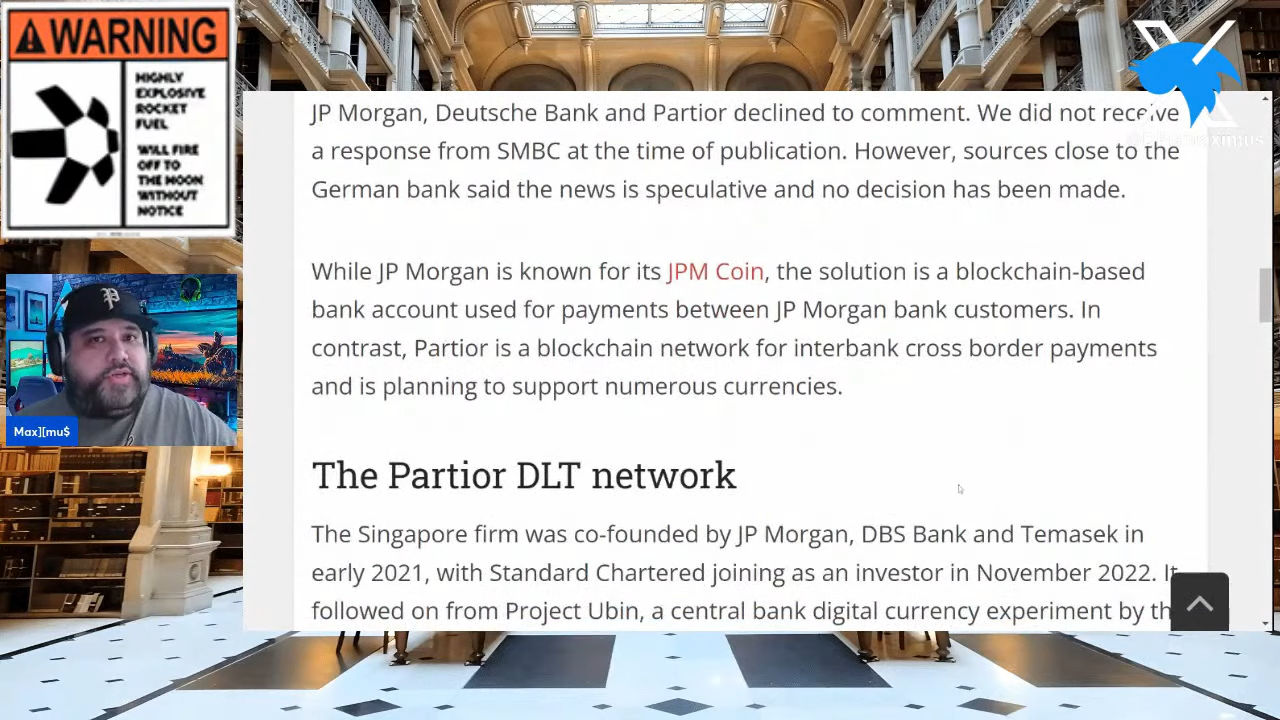 WARNING
HIGHLY
EXPLOSIVE
ROCKET
FUEL
WILL FIRE
OFF TO
THE MOON
WITHOUT
NOTICE
JP Morgan, Deutsche Bank and Partior declined to comment. We did not receive
a response from SMBC at the time of publication. However, sources close to the
German bank said the news is speculative and no decision has been made.
While JP Morgan is known for its JPM Coin, the solution is a blockchain-based
bank account used for payments between JP Morgan bank customers. In
contrast, Partior is a blockchain network for interbank cross border payments
and is planning to support numerous currencies.
Max][mu$
The Partior DLT network
The Singapore firm was co-founded by JP Morgan, DBS Bank and Temasek in
early 2021, with Standard Chartered joining as an investor in November 2022. It
followed on from Project Ubin, a central bank digital currency experiment by th